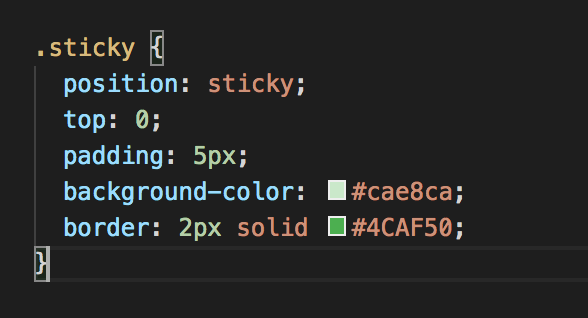 .sticky {
  position: sticky;
  top: 0;
  padding: 5px;
  background-color: #cae8ca;
  border: 2px solid #4CAF50;
}